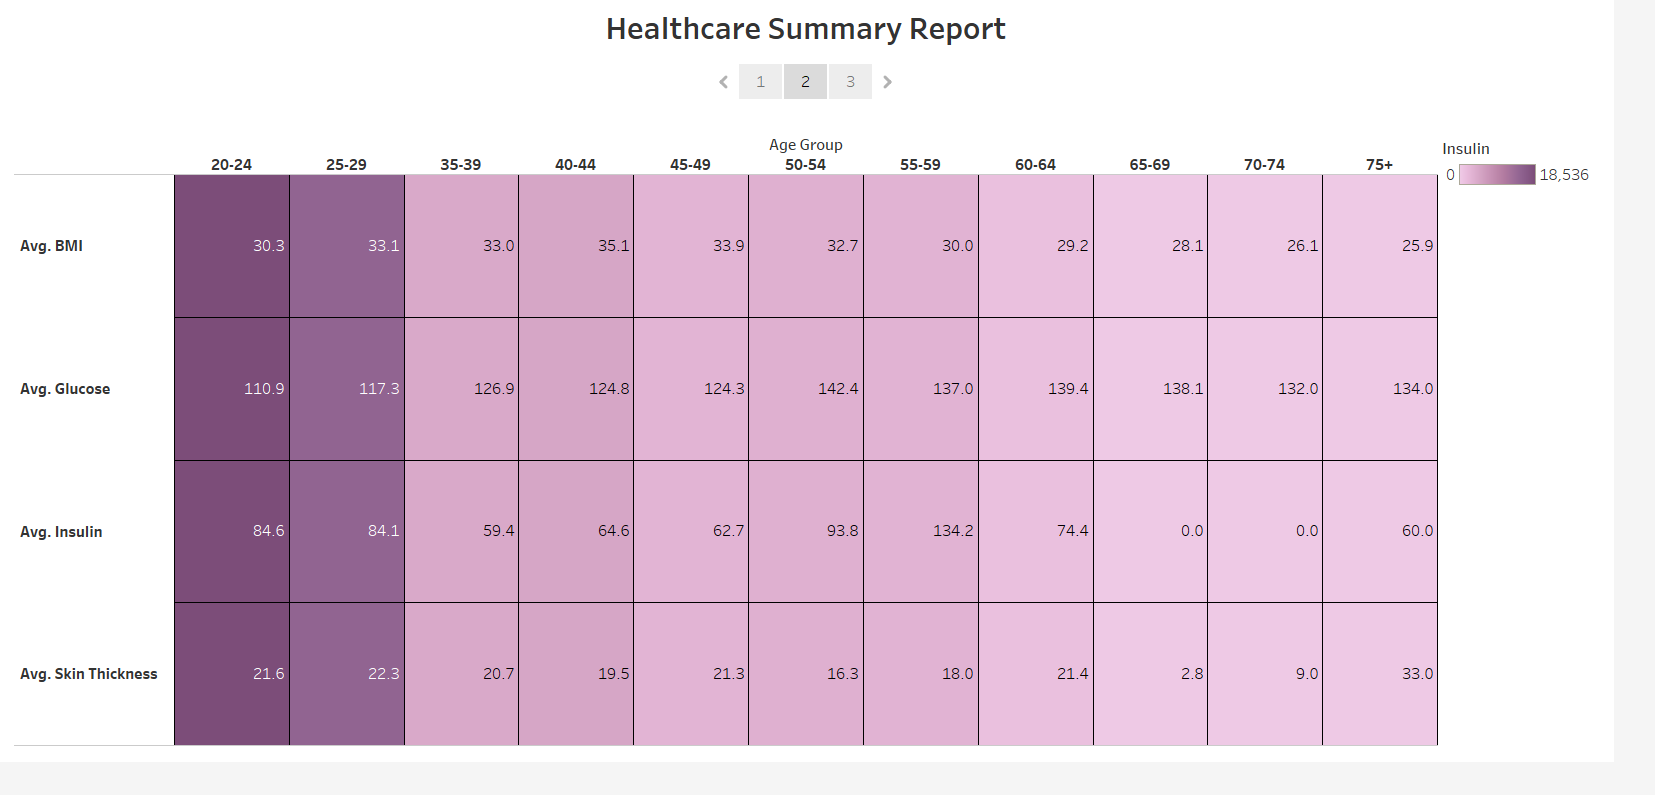 Healthcare Summary Report
1 2 3
Age Group
20-24 25-29 35-39 40-44 45-49 50-54 55-59 60-64 65-69 70-74 75+
Insulin
0 18,536
Avg. BMI 30.3 33.1 33.0 35.1 33.9 32.7 30.0 29.2 28.1 26.1 25.9
Avg. Glucose 110.9 117.3 126.9 124.8 124.3 142.4 137.0 139.4 138.1 132.0 134.0
Avg. Insulin 84.6 84.1 59.4 64.6 62.7 93.8 134.2 74.4 0.0 0.0 60.0
Avg. Skin Thickness 21.6 22.3 20.7 19.5 21.3 16.3 18.0 21.4 2.8 9.0 33.0